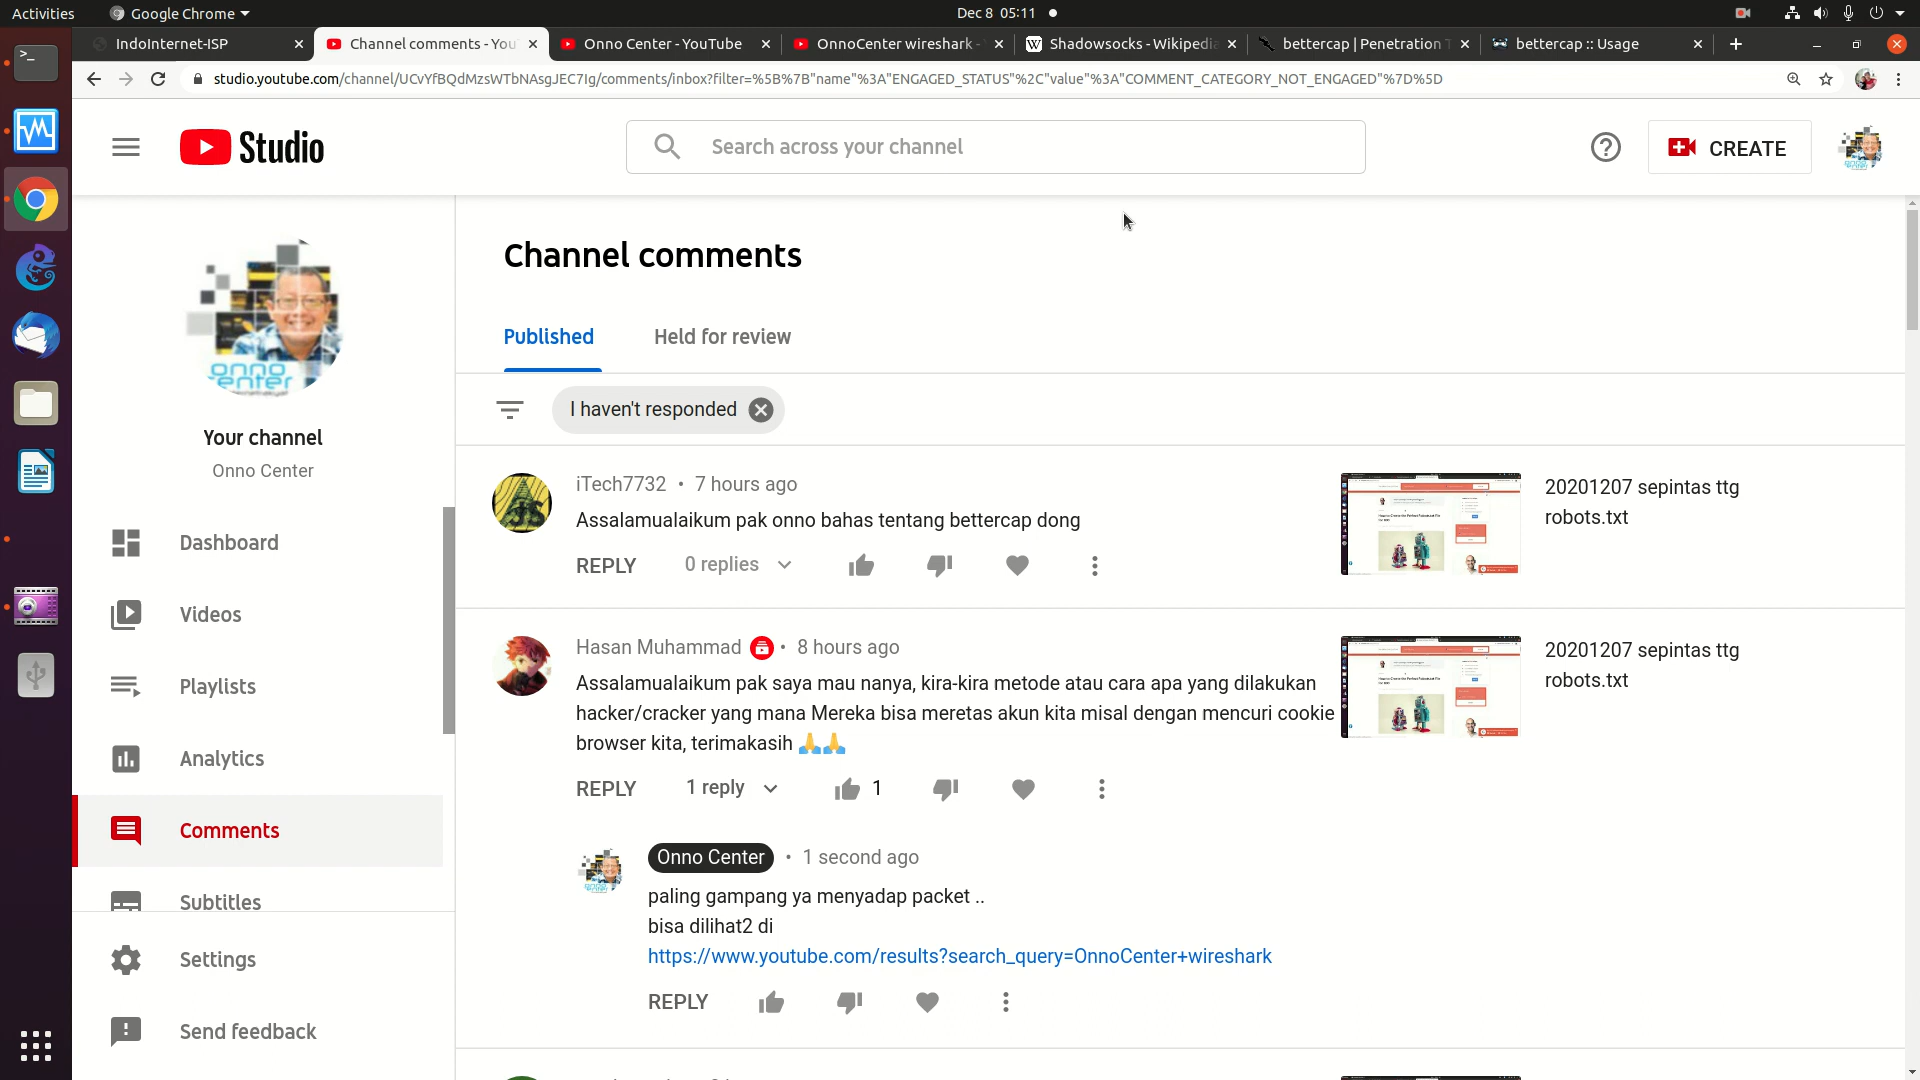 Activities
Google Chrome
Dec 8 05:11
IndoInternet-ISP
Channel comments - You
Onno Center - YouTube
OnnoCenter wireshark -
Shadowsocks - Wikipedia
bettercap | Penetration T
bettercap :: Usage
studio.youtube.com/channel/UCvYfBQdMzsWTbNAsgJEC7Ig/comments/inbox?filter=%5B%7B"name"%3A"ENGAGED_STATUS"%2C"value"%3A"COMMENT_CATEGORY_NOT_ENGAGED"%7D%5D
Studio
Search across your channel
CREATE
onno
center
Your channel
Onno Center
Dashboard
Videos
Playlists
Analytics
Comments
Subtitles
Settings
Send feedback
Channel comments
Published
Held for review
I haven't responded
iTech7732 • 7 hours ago
Assalamualaikum pak onno bahas tentang bettercap dong
REPLY
0 replies
20201207 sepintas ttg
robots.txt
Hasan Muhammad • 8 hours ago
Assalamualaikum pak saya mau nanya, kira-kira metode atau cara apa yang dilakukan
hacker/cracker yang mana Mereka bisa meretas akun kita misal dengan mencuri cookie
browser kita, terimakasih 🙏🙏
REPLY
1 reply
1
20201207 sepintas ttg
robots.txt
Onno Center • 1 second ago
paling gampang ya menyadap packet ..
bisa dilihat2 di
https://www.youtube.com/results?search_query=OnnoCenter+wireshark
REPLY